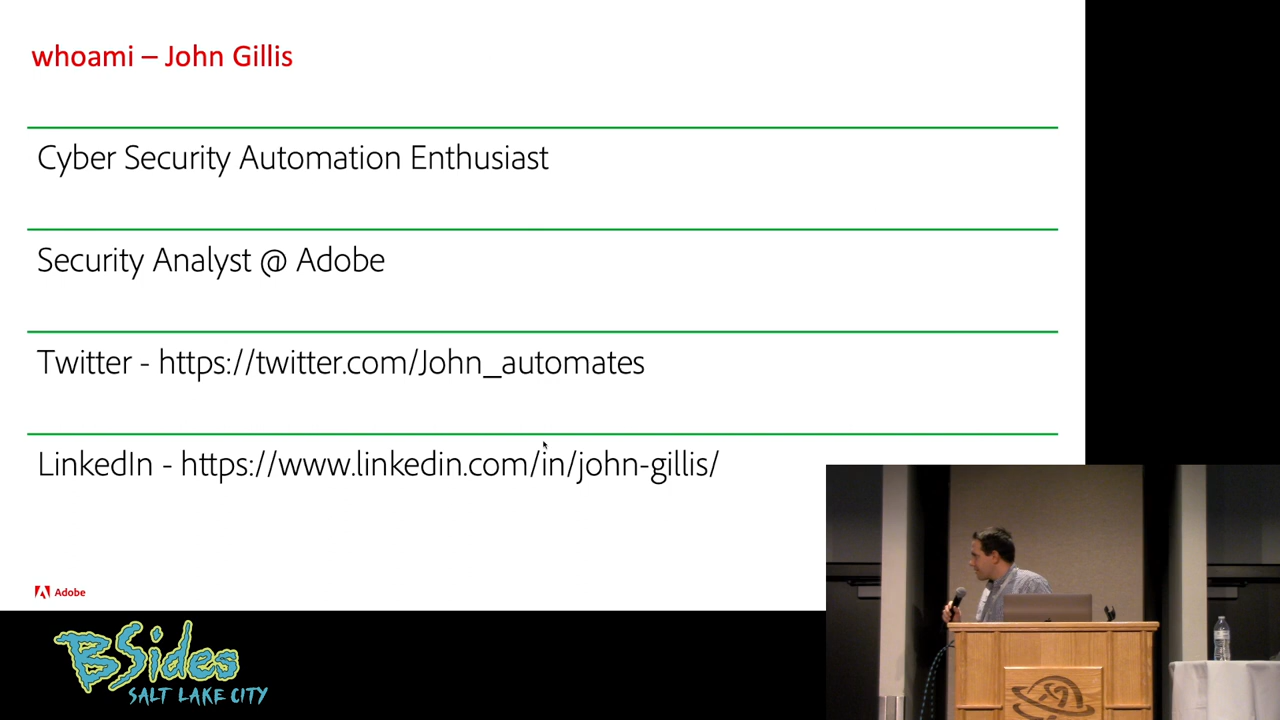 whoami – John Gillis
Cyber Security Automation Enthusiast
Security Analyst @ Adobe
Twitter - https://twitter.com/John_automates
LinkedIn - https://www.linkedin.com/in/john-gillis/
Adobe
BSides
SALT LAKE CITY